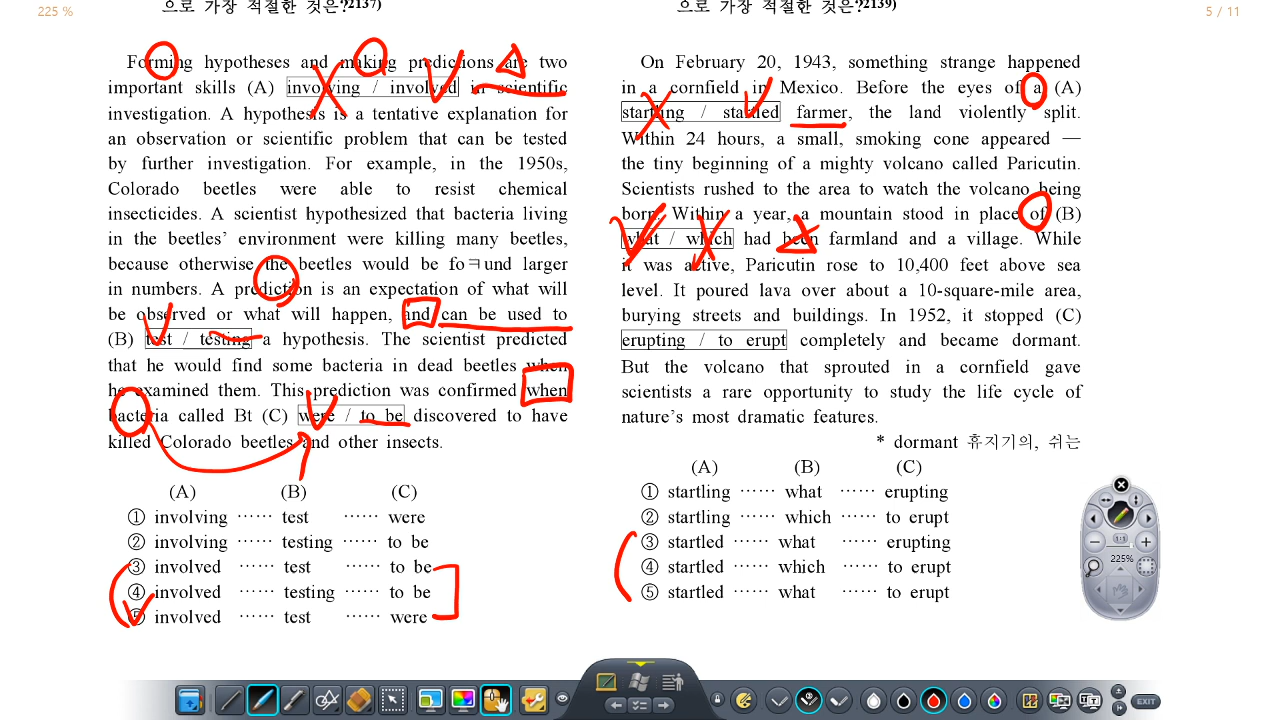 225 %
5 / 11
으로 가장 적절한 것은?2137)
Forming hypotheses and making predictions are two
important skills (A) involving / involved in scientific
investigation. A hypothesis is a tentative explanation for
an observation or scientific problem that can be tested
by further investigation. For example, in the 1950s,
Colorado beetles were able to resist chemical
insecticides. A scientist hypothesized that bacteria living
in the beetles’ environment were killing many beetles,
because otherwise the beetles would be foㅋund larger
in numbers. A prediction is an expectation of what will
be observed or what will happen, and can be used to
(B) test / testing a hypothesis. The scientist predicted
that he would find some bacteria in dead beetles when
he examined them. This prediction was confirmed when
bacteria called Bt (C) were / to be discovered to have
killed Colorado beetles and other insects.
(A) (B) (C)
① involving ⋯⋯ test ⋯⋯ were
② involving ⋯⋯ testing ⋯⋯ to be
③ involved ⋯⋯ test ⋯⋯ to be
④ involved ⋯⋯ testing ⋯⋯ to be
⑤ involved ⋯⋯ test ⋯⋯ were
으로 가장 적절한 것은?2139)
On February 20, 1943, something strange happened
in a cornfield in Mexico. Before the eyes of a (A)
startling / startled farmer, the land violently split.
Within 24 hours, a small, smoking cone appeared —
the tiny beginning of a mighty volcano called Paricutin.
Scientists rushed to the area to watch the volcano being
born. Within a year, a mountain stood in place of (B)
what / which had been farmland and a village. While
it was active, Paricutin rose to 10,400 feet above sea
level. It poured lava over about a 10-square-mile area,
burying streets and buildings. In 1952, it stopped (C)
erupting / to erupt completely and became dormant.
But the volcano that sprouted in a cornfield gave
scientists a rare opportunity to study the life cycle of
nature’s most dramatic features.
* dormant 휴지기의, 쉬는
(A) (B) (C)
① startling ⋯⋯ what ⋯⋯ erupting
② startling ⋯⋯ which ⋯⋯ to erupt
③ startled ⋯⋯ what ⋯⋯ erupting
④ startled ⋯⋯ which ⋯⋯ to erupt
⑤ startled ⋯⋯ what ⋯⋯ to erupt
1:1
225%
EXIT